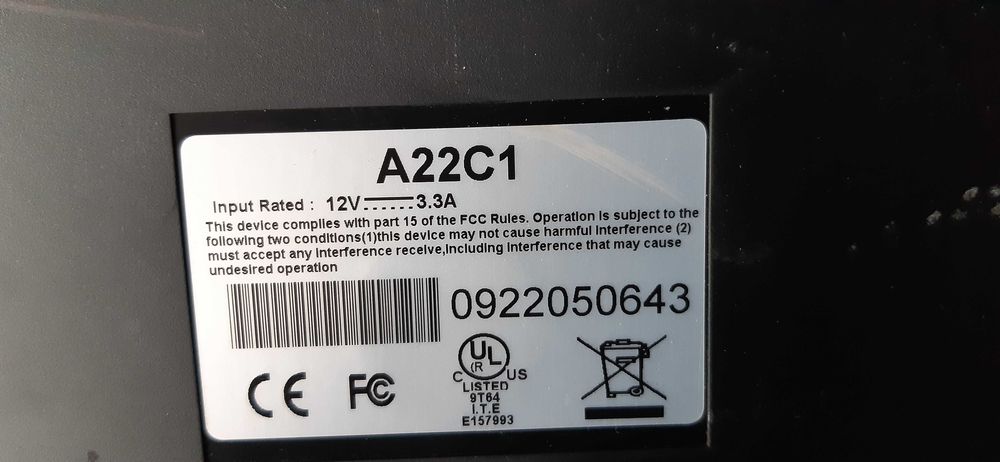 A22C1
Input Rated : 12V 3.3A
This device complies with part 15 of the FCC Rules. Operation is subject to the
following two conditions(1)this device may not cause harmful interference (2)
must accept any interference receive,including interference that may cause
undesired operation
0922050643
CE FC UL (R C US
LISTED
9T64
I.T.E
E157993